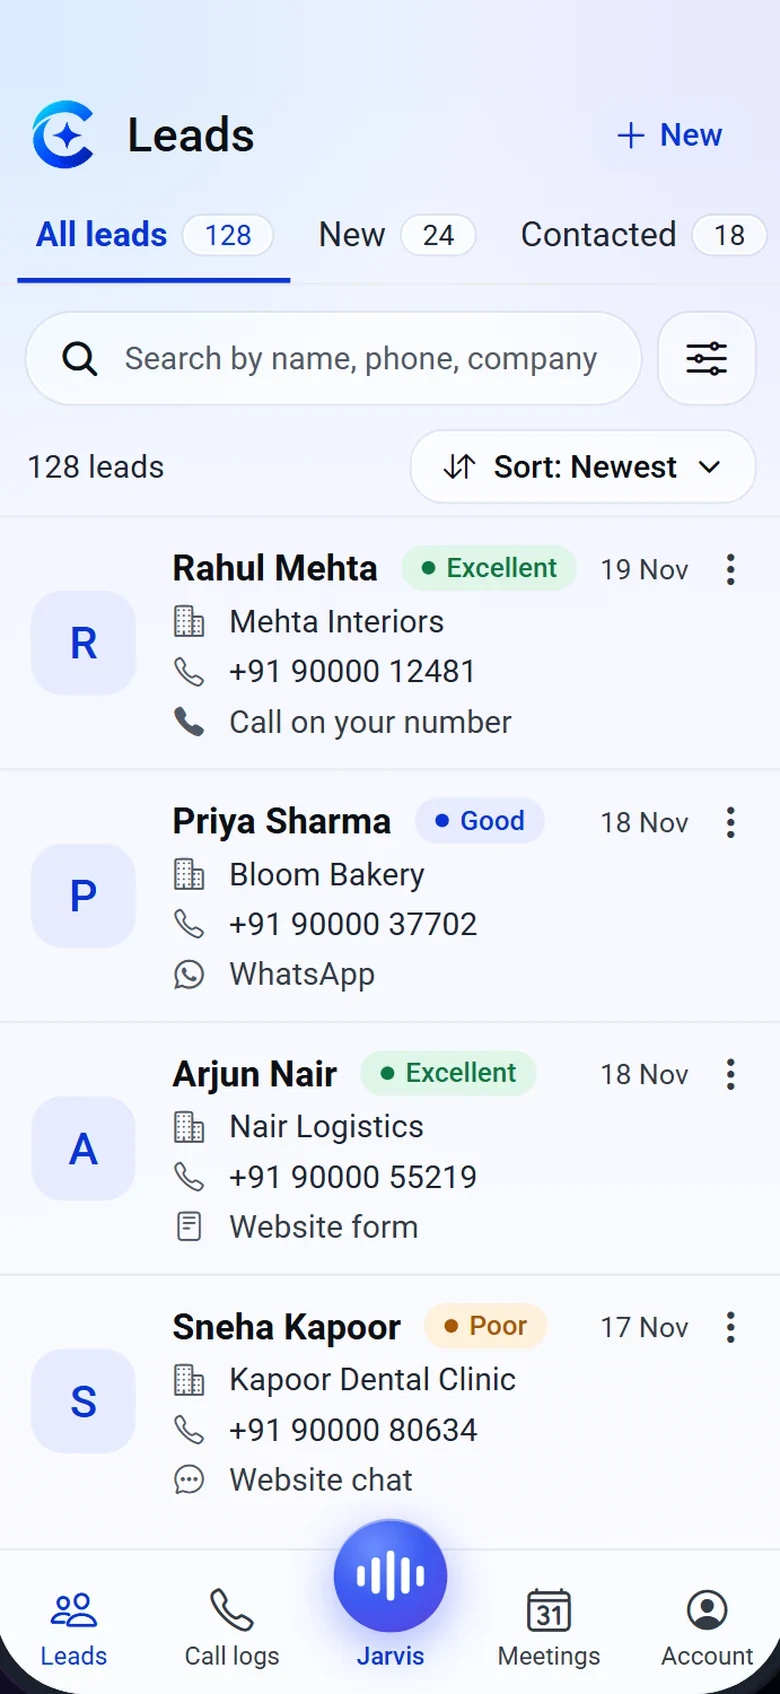 Leads
New
All leads 128 New 24 Contacted 18
Search by name, phone, company
128 leads
Sort: Newest
Rahul Mehta Excellent 19 Nov
R
Mehta Interiors
+91 90000 12481
Call on your number
Priya Sharma Good 18 Nov
P
Bloom Bakery
+91 90000 37702
WhatsApp
Arjun Nair Excellent 18 Nov
A
Nair Logistics
+91 90000 55219
Website form
Sneha Kapoor Poor 17 Nov
S
Kapoor Dental Clinic
+91 90000 80634
Website chat
31
Leads Call logs Jarvis Meetings Account